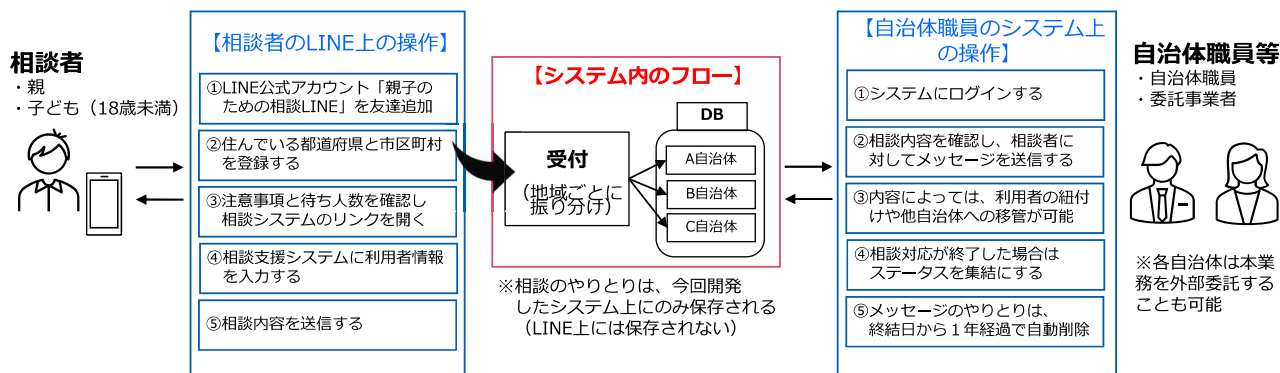 相談者
・親
・子ども（18歳未満）
【相談者のLINE上の操作】
①LINE公式アカウント「親子の
ための相談LINE」を友達追加
②住んでいる都道府県と市区町村
を登録する
③注意事項と待ち人数を確認し
相談システムのリンクを開く
④相談支援システムに利用者情報
を入力する
⑤相談内容を送信する
【システム内のフロー】
受付
（地域ごとに
振り分け）
DB
A自治体
B自治体
C自治体
※相談のやりとりは、今回開発
したシステム上にのみ保存される
（LINE上には保存されない）
【自治体職員のシステム上
の操作】
①システムにログインする
②相談内容を確認し、相談者に
対してメッセージを送信する
③内容によっては、利用者の紐付
けや他自治体への移管が可能
④相談対応が終了した場合は
ステータスを集結にする
⑤メッセージのやりとりは、
終結日から１年経過で自動削除
自治体職員等
・自治体職員
・委託事業者
※各自治体は本業
務を外部委託する
ことも可能